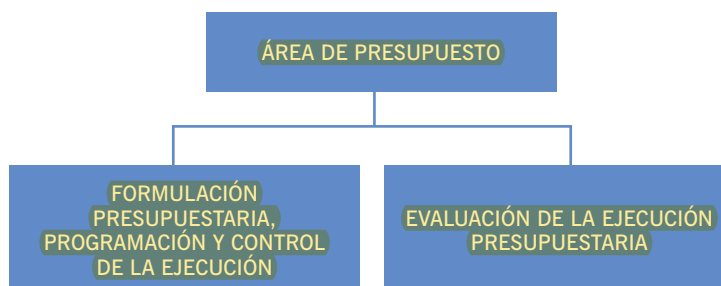 ÁREA DE PRESUPUESTO
FORMULACIÓN
PRESUPUESTARIA,
PROGRAMACIÓN Y CONTROL
DE LA EJECUCIÓN
EVALUACIÓN DE LA EJECUCIÓN
PRESUPUESTARIA